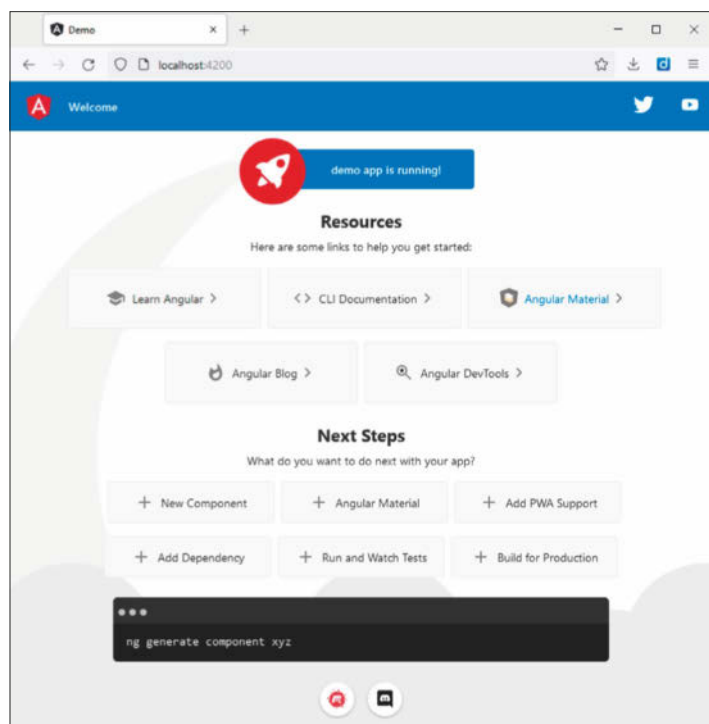 Demo
localhost:4200
Welcome
demo app is running!
Resources
Here are some links to help you get started:
Learn Angular
CLI Documentation
Angular Material
Angular Blog
Angular DevTools
Next Steps
What do you want to do next with your app?
New Component
Angular Material
Add PWA Support
Add Dependency
Run and Watch Tests
Build for Production
ng generate component xyz